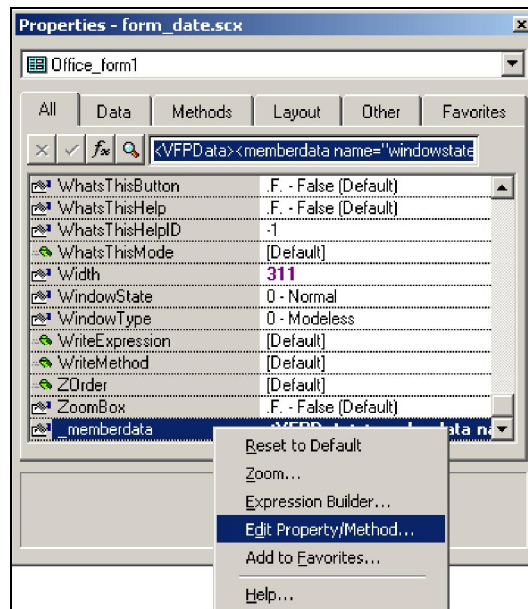 Properties - form_date.scx
Office_form1
All Data Methods Layout Other Favorites
<VFPData><memberdata name="windowstate
WhatsThisButton .F. - False (Default)
WhatsThisHelp .F. - False (Default)
WhatsThisHelpID -1
WhatsThisMode [Default]
Width 311
WindowState 0 - Normal
WindowType 0 - Modeless
WriteExpression [Default]
WriteMethod [Default]
ZOrder [Default]
ZoomBox .F. - False (Default)
_memberdata
Reset to Default
Zoom...
Expression Builder...
Edit Property/Method...
Add to Favorites...
Help...